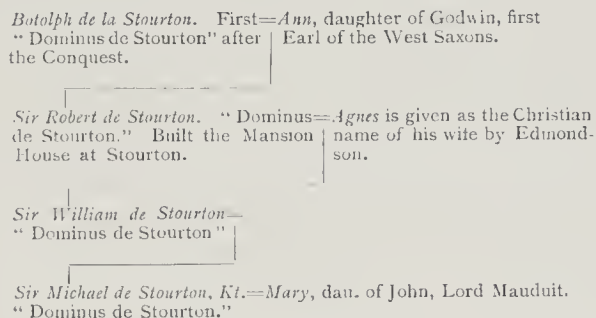 Botolph de la Stourton. First=Ann, daughter of Godwin, first
“ Dominus de Stourton” after Earl of the West Saxons.
the Conquest.
Sir Robert de Stourton. “ Dominus=Agnes is given as the Christian
de Stourton.” Built the Mansion name of his wife by Edmond-
House at Stourton. son.
Sir William de Stourton=
“ Dominus de Stourton”
Sir Michael de Stourton, Kt.=Mary, dau. of John, Lord Mauduit.
“ Dominus de Stourton.”